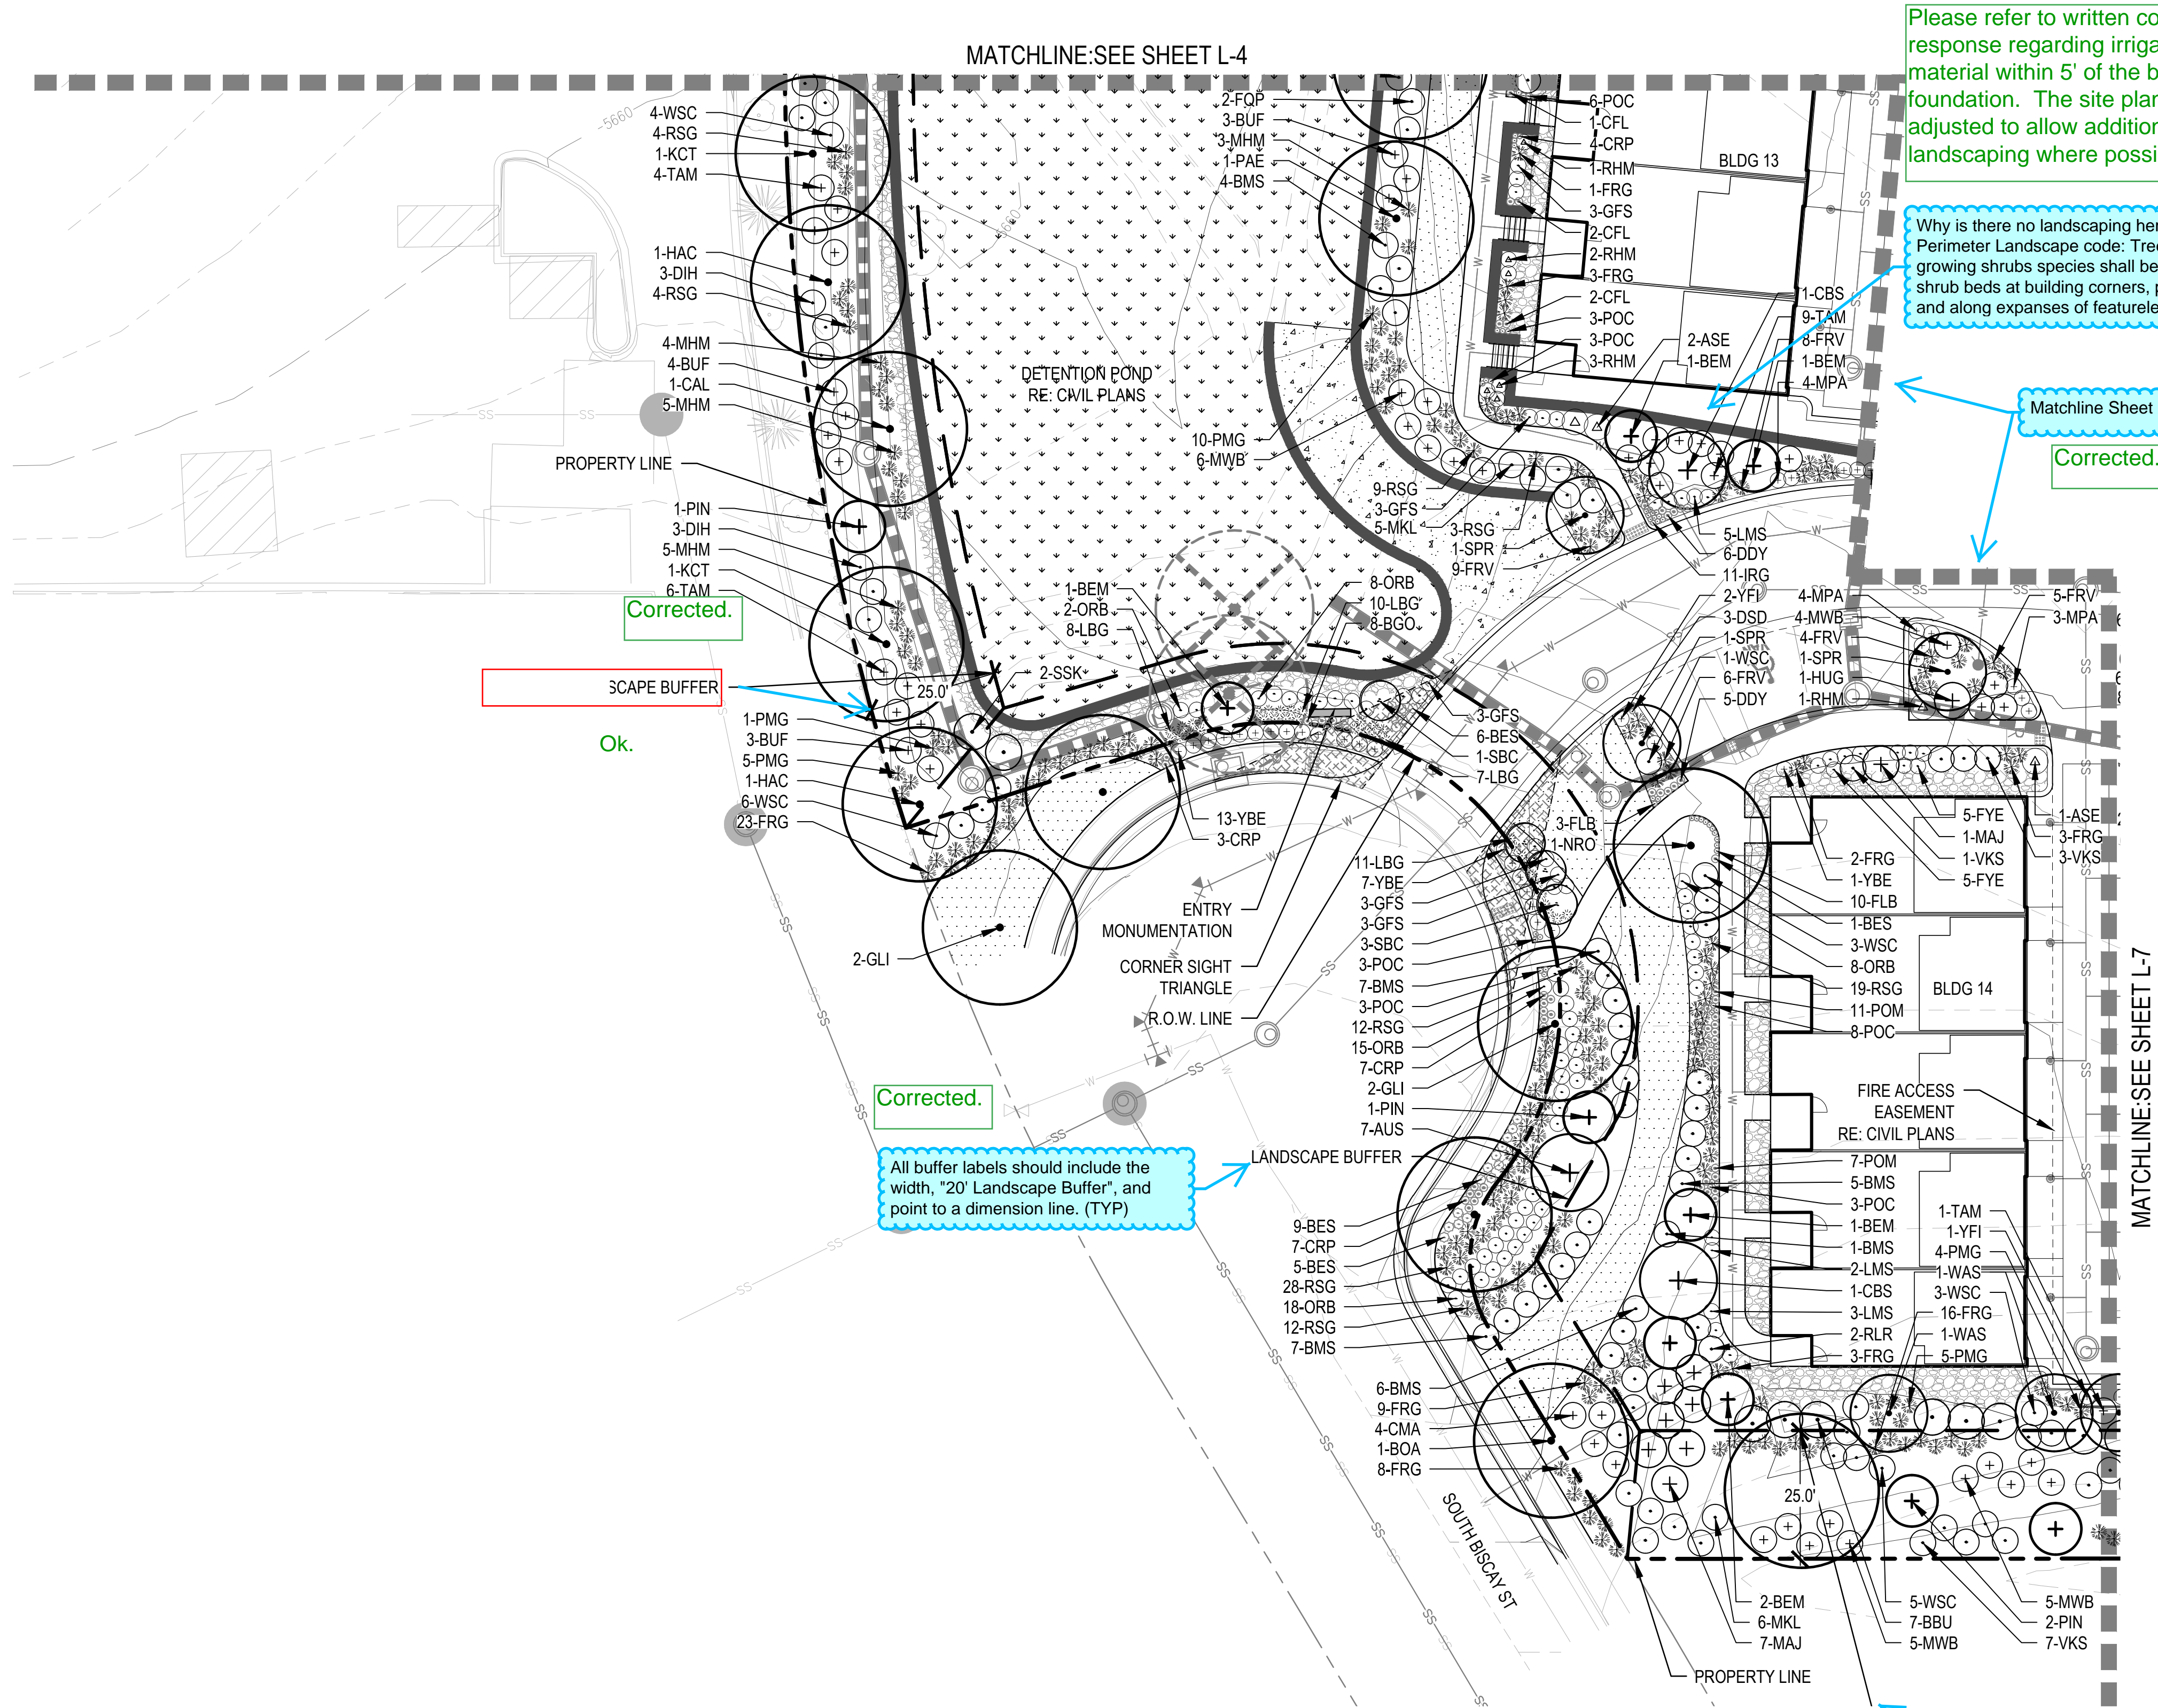 MATCHLINE:SEE SHEET L-4
Please refer to written
response regarding
material within 5' of the
foundation. The site
adjusted to allow
landscaping where
Why is there no landscaping
Perimeter Landscape code:
growing shrubs species shall be
shrub beds at building corners,
and along expanses of
Matchline Sheet
Corrected.
5660
4-WSC
4-RSG
1-KCT
4-TAM
1-HAC
3-DIH
4-RSG
4-MHM
4-BUF
1-CAL
5-MHM
PROPERTY LINE
1-PIN
3-DIH
5-MHM
1-KCT
6-TAM
Corrected.
SCAPE BUFFER
25.0'
Ok.
1-PMG
3-BUF
5-PMG
1-HAC
6-WSC
23-FRG
2-GLI
2-FQP
3-BUF
3-MHM
1-PAE
4-BMS
DETENTION POND
RE: CIVIL PLANS
10-PMG
6-MWB
9-RSG
3-GFS
5-MKL
3-RSG
1-SPR
9-FRV
6-POC
1-CFL
4-CRP
1-RHM
1-FRG
3-GFS
2-CFL
2-RHM
3-FRG
2-CFL
3-POC
3-POC
3-RHM
BLDG 13
2-ASE
1-BEM
1-CBS
9-TAM
8-FRV
1-BEM
4-MPA
5-LMS
6-DDY
11-IRG
1-BEM
2-ORB
8-LBG
2-SSK
8-ORB
10-LBG
8-BGO
3-GFS
6-BES
1-SBC
7-LBG
2-YFI
3-DSD
1-SPR
1-WSC
6-FRV
5-DDY
4-MPA
4-MWB
4-FRV
1-SPR
1-HUG
1-RHM
5-FRV
3-MPA
13-YBE
3-CRP
ENTRY
MONUMENTATION
CORNER SIGHT
TRIANGLE
R.O.W. LINE
3-FLB
1-NRO
11-LBG
7-YBE
3-GFS
3-GFS
3-SBC
3-POC
7-BMS
3-POC
12-RSG
15-ORB
7-CRP
2-GLI
1-PIN
7-AUS
LANDSCAPE BUFFER
5-FYE
1-MAJ
1-VKS
5-FYE
1-ASE
3-FRG
3-VKS
2-FRG
1-YBE
10-FLB
1-BES
3-WSC
8-ORB
19-RSG
11-POM
8-POC
BLDG 14
FIRE ACCESS
EASEMENT
RE: CIVIL PLANS
MATCHLINE:SEE SHEET L-7
Corrected.
All buffer labels should include the
width, "20' Landscape Buffer", and
point to a dimension line. (TYP)
9-BES
7-CRP
5-BES
28-RSG
18-ORB
12-RSG
7-BMS
7-POM
5-BMS
3-POC
1-BEM
1-BMS
2-LMS
1-CBS
3-LMS
2-RLR
3-FRG
1-TAM
1-YFI
4-PMG
1-WAS
3-WSC
16-FRG
1-WAS
5-PMG
6-BMS
9-FRG
4-CMA
1-BOA
8-FRG
25.0'
SOUTH BISCAY ST
2-BEM
6-MKL
7-MAJ
5-WSC
7-BBU
5-MWB
5-MWB
2-PIN
7-VKS
PROPERTY LINE